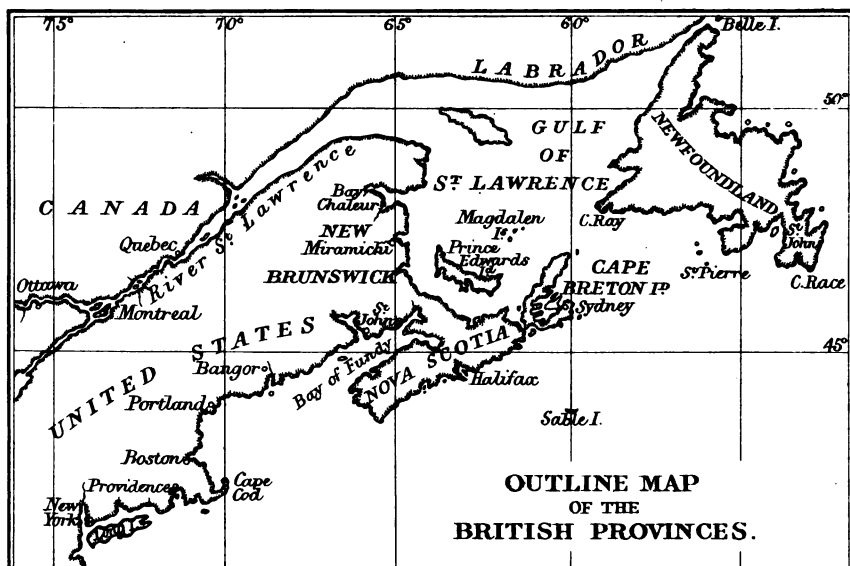 75° 70° 65° 60°
Belle I.
LABRADOR
50°
GULF
OF
ST. LAWRENCE
NEWFOUNDLAND
CANADA
River St. Lawrence
Bay
Chaleur
C.Ray
Magdalen
Is.
NEW
Miramichi
BRUNSWICK
Prince
Edwards
Id.
St.
John
Quebec
CAPE
BRETON ID.
Sydney
St. Pierre
C. Race
Ottawa
Montreal
UNITED STATES
St.
John
45°
Bangor
Bay of Fundy
NOVA SCOTIA
Halifax
Portland
Sable I.
Boston
Cape
Cod
Providence
New
York
Long I.
OUTLINE MAP
OF THE
BRITISH PROVINCES.